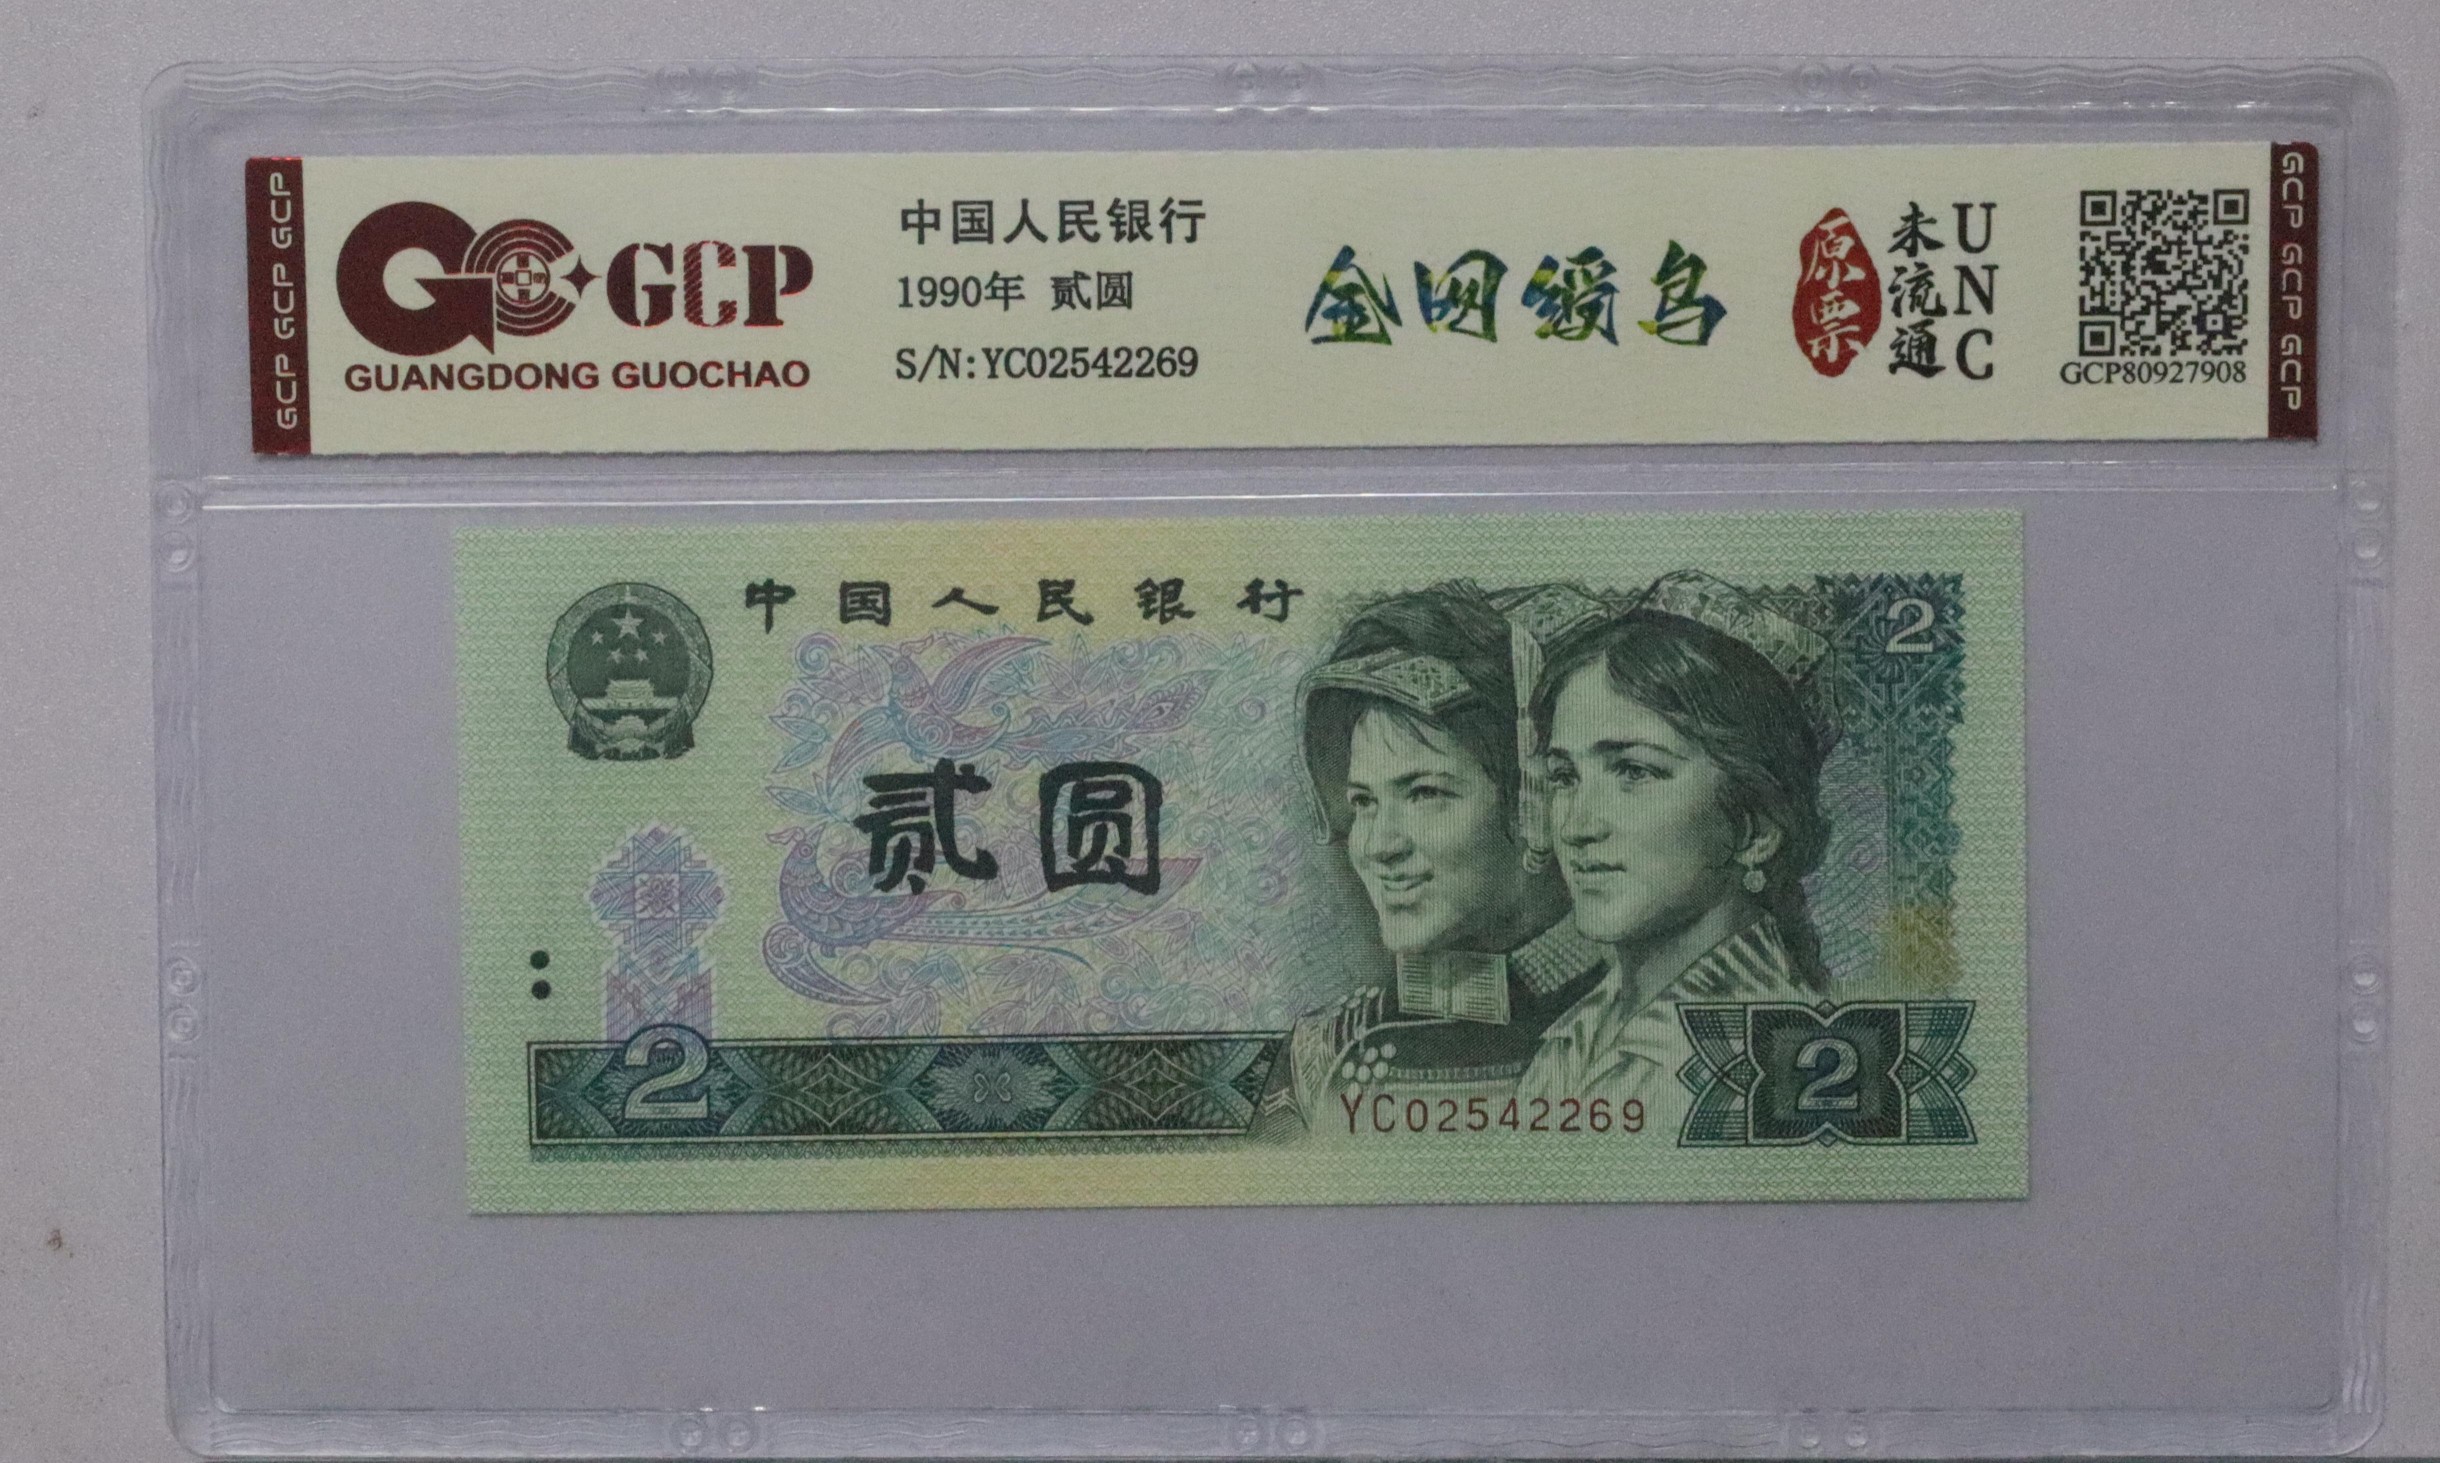 GCP GCP GCP
GCP
GUANGDONG GUOCHAO
中国人民银行
1990年 贰圆
S/N:YC02542269
金网绶鸟
原票
未流通
UNC
GCP80927908
GCP GCP GCP
中国人民银行
2
贰圆
2
YC02542269
2